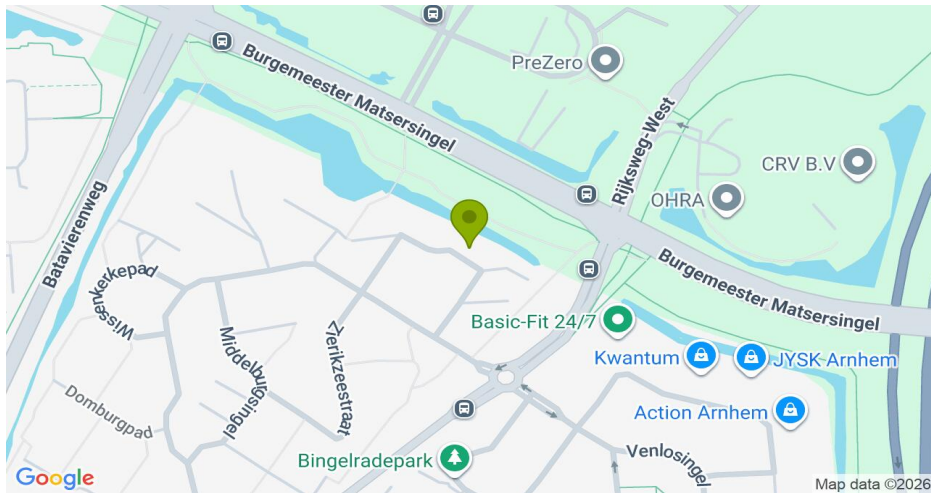 PreZero
Burgemeester Matsersingel
Rijksweg-West
CRV B.V
OHRA
Batavierenweg
Burgemeester Matsersingel
Wissenkerkepad
Basic-Fit 24/7
Zierikzeestraat
Middelburgsingel
Kwantum
JYSK Arnhem
Domburgpad
Action Arnhem
Venlosingel
Bingelradepark
Google
Map data ©2026